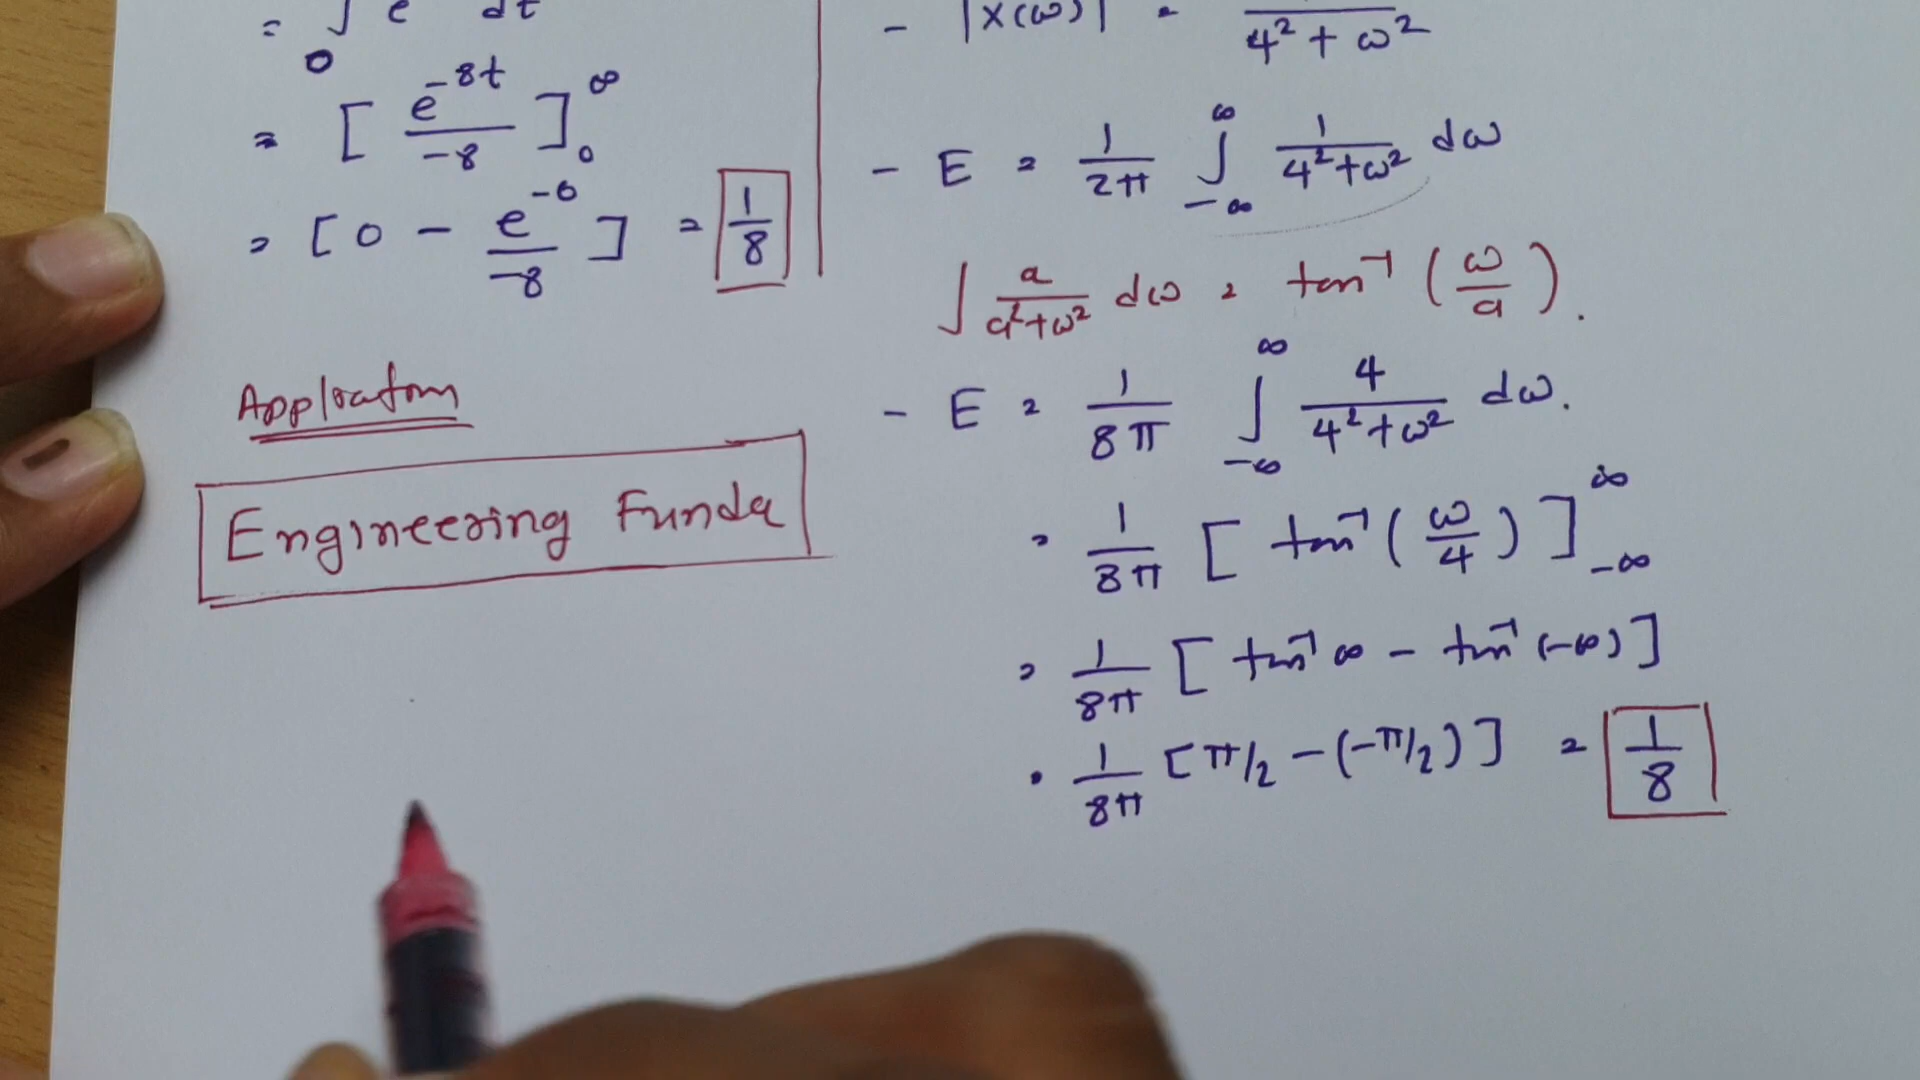 = ∫ e dt
0
= [ e^-8t / -8 ]_0^∞
= [ 0 - e^-0 / -8 ] = 1/8
Application
Engineering Funda
- |X(ω)| = / 4² + ω²
- E = 1/2π ∫_-∞^∞ 1/4²+ω² dω
∫ a/a²+ω² dω = tan⁻¹ (ω/a).
- E = 1/8π ∫_-∞^∞ 4/4²+ω² dω.
= 1/8π [ tan⁻¹ (ω/4) ]_-∞^∞
= 1/8π [ tan⁻¹ ∞ - tan⁻¹ (-∞) ]
= 1/8π [ π/2 - (-π/2) ] = 1/8